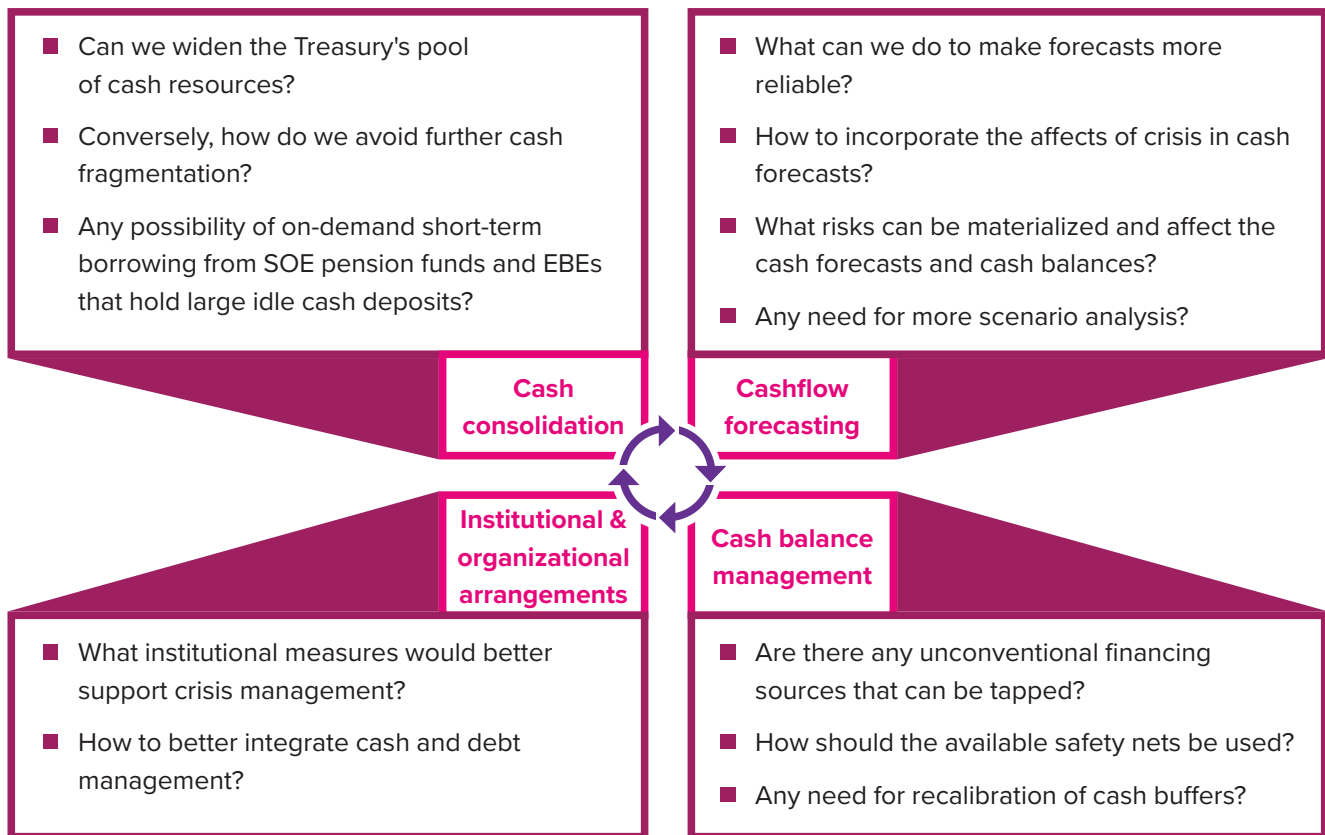 Can we widen the Treasury's pool
of cash resources?
Conversely, how do we avoid further cash
fragmentation?
Any possibility of on-demand short-term
borrowing from SOE pension funds and EBEs
that hold large idle cash deposits?
What can we do to make forecasts more
reliable?
How to incorporate the affects of crisis in cash
forecasts?
What risks can be materialized and affect the
cash forecasts and cash balances?
Any need for more scenario analysis?
Cash
consolidation
Cashflow
forecasting
Institutional &
organizational
arrangements
Cash balance
management
What institutional measures would better
support crisis management?
How to better integrate cash and debt
management?
Are there any unconventional financing
sources that can be tapped?
How should the available safety nets be used?
Any need for recalibration of cash buffers?